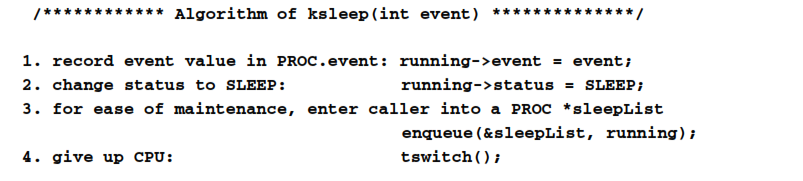 /************ Algorithm of ksleep(int event) **************/
1. record event value in PROC.event: running->event = event;
2. change status to SLEEP: running->status = SLEEP;
3. for ease of maintenance, enter caller into a PROC *sleepList
enqueue(&sleepList, running);
4. give up CPU: tswitch();